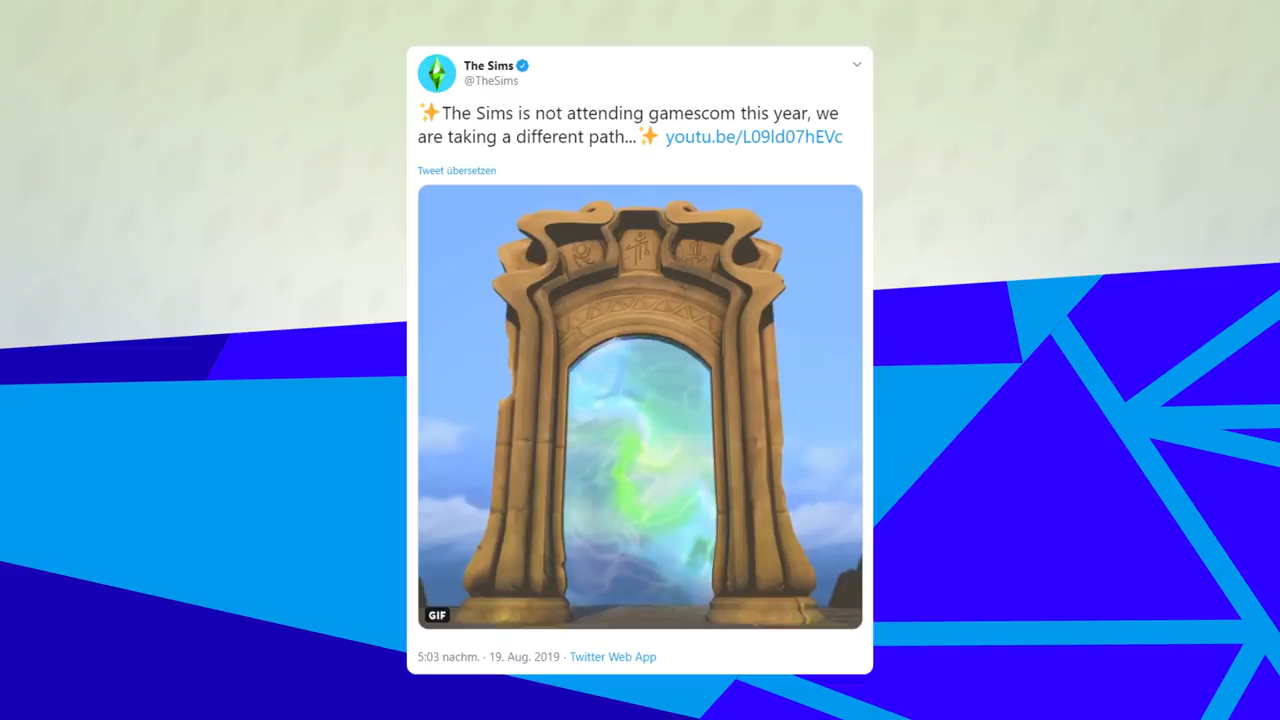 The Sims
@TheSims
✨The Sims is not attending gamescom this year, we
are taking a different path...✨ youtu.be/L09ld07hEVc
Tweet übersetzen
GIF
5:03 nachm. · 19. Aug. 2019 · Twitter Web App